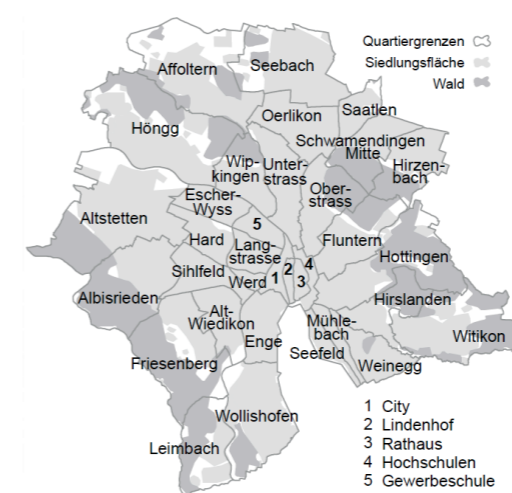 Quartiergrenzen
Siedlungsfläche
Wald
Affoltern
Seebach
Oerlikon
Saatlen
Höngg
Schwamendingen
Mitte
Hirzen-
bach
Wip-
kingen
Unter-
strass
Ober-
strass
Escher-
Wyss
Altstetten
5
Hard
Lang-
strasse
Fluntern
Hottingen
Sihlfeld
Werd
1
2
3
4
Albisrieden
Hirslanden
Alt-
Wiedikon
Mühle-
bach
Witikon
Enge
Seefeld
Friesenberg
Weinegg
Wollishofen
Leimbach
1 City
2 Lindenhof
3 Rathaus
4 Hochschulen
5 Gewerbeschule